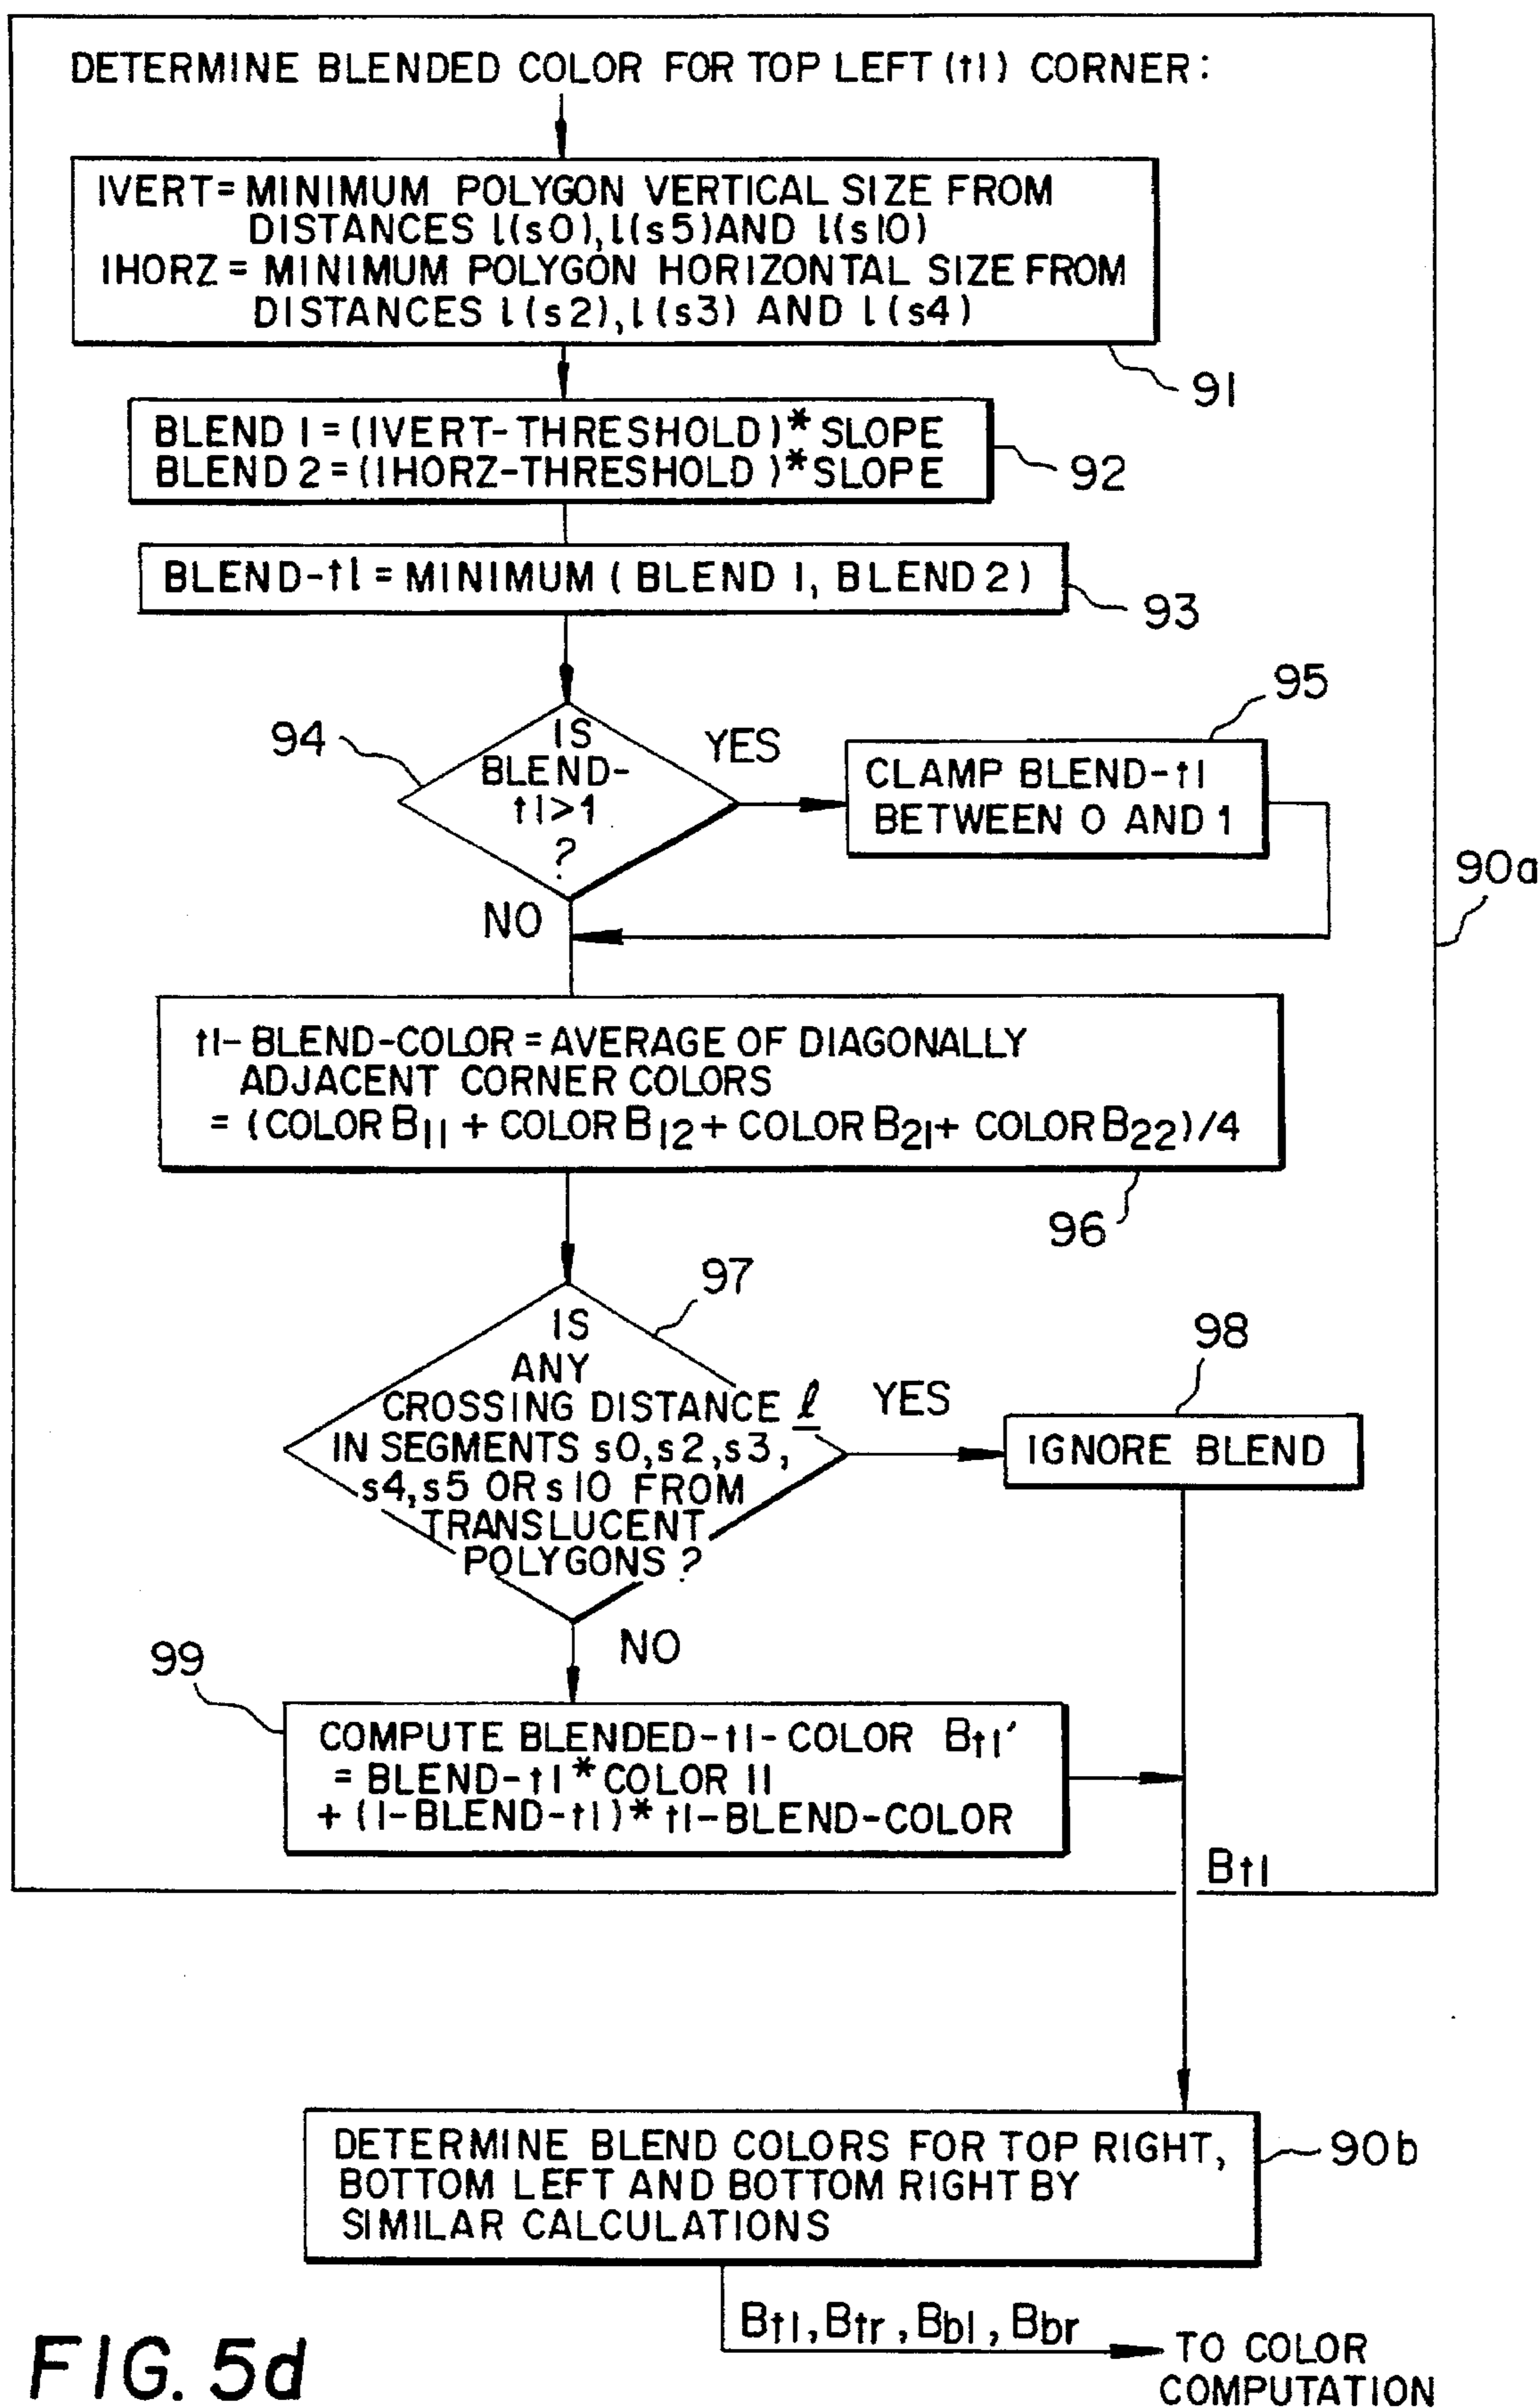 DETERMINE BLENDED COLOR FOR TOP LEFT (tl) CORNER:
lVERT = MINIMUM POLYGON VERTICAL SIZE FROM
DISTANCES l(s0), l(s5) AND l(s10)
lHORZ = MINIMUM POLYGON HORIZONTAL SIZE FROM
DISTANCES l(s2), l(s3) AND l(s4)
91
BLEND 1 = (lVERT-THRESHOLD)* SLOPE
BLEND 2 = (lHORZ-THRESHOLD)* SLOPE
92
BLEND-tl = MINIMUM (BLEND 1, BLEND 2)
93
94
IS
BLEND-
tl>1
?
YES
95
CLAMP BLEND-tl
BETWEEN 0 AND 1
NO
90a
tl-BLEND-COLOR = AVERAGE OF DIAGONALLY
ADJACENT CORNER COLORS
= (COLOR B11 + COLOR B12 + COLOR B21 + COLOR B22)/4
96
97
IS
ANY
CROSSING DISTANCE l
IN SEGMENTS s0, s2, s3,
s4, s5 OR s10 FROM
TRANSLUCENT
POLYGONS ?
YES
98
IGNORE BLEND
NO
99
COMPUTE BLENDED-tl-COLOR Btl'
= BLEND-tl * COLOR 11
+ (1-BLEND-tl)* tl-BLEND-COLOR
Btl
DETERMINE BLEND COLORS FOR TOP RIGHT,
BOTTOM LEFT AND BOTTOM RIGHT BY
SIMILAR CALCULATIONS
90b
Btl, Btr, Bbl, Bbr
TO COLOR
COMPUTATION
FIG. 5d